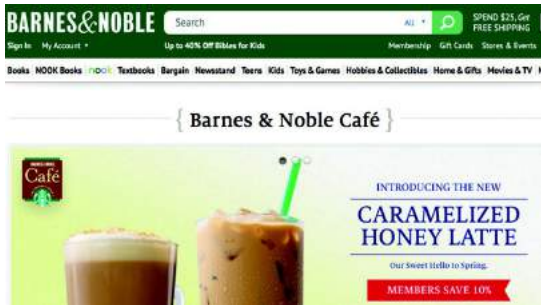 BARNES&NOBLE
Search
ALL
SPEND $25, Get
FREE SHIPPING
Sign In My Account
Up to 40% Off Bibles for Kids
Membership Gift Cards Stores & Events
Books NOOK Books nook Textbooks Bargain Newsstand Teens Kids Toys & Games Hobbies & Collectibles Home & Gifts Movies & TV
{ Barnes & Noble Café }
Café
INTRODUCING THE NEW
CARAMELIZED
HONEY LATTE
Our Sweet Hello to Spring.
MEMBERS SAVE 10%